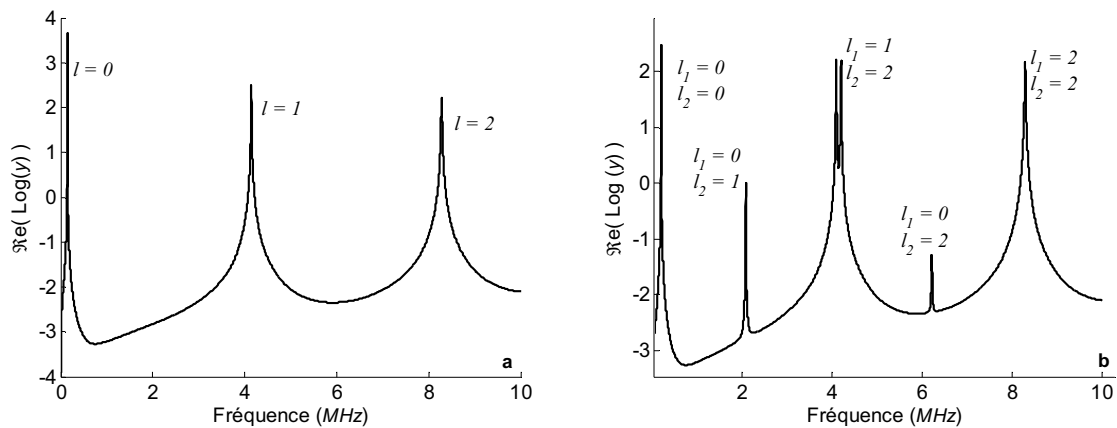 4
3
2
1
0
-1
-2
-3
-4
ℜe( Log(y) )
l = 0
l = 1
l = 2
a
0
2
4
6
8
10
Fréquence (MHz)
2
1
0
-1
-2
-3
ℜe( Log (y) )
l1 = 0
l2 = 0
l1 = 0
l2 = 1
l1 = 1
l2 = 2
l1 = 0
l2 = 2
l1 = 2
l2 = 2
b
2
4
6
8
10
Fréquence (MHz)